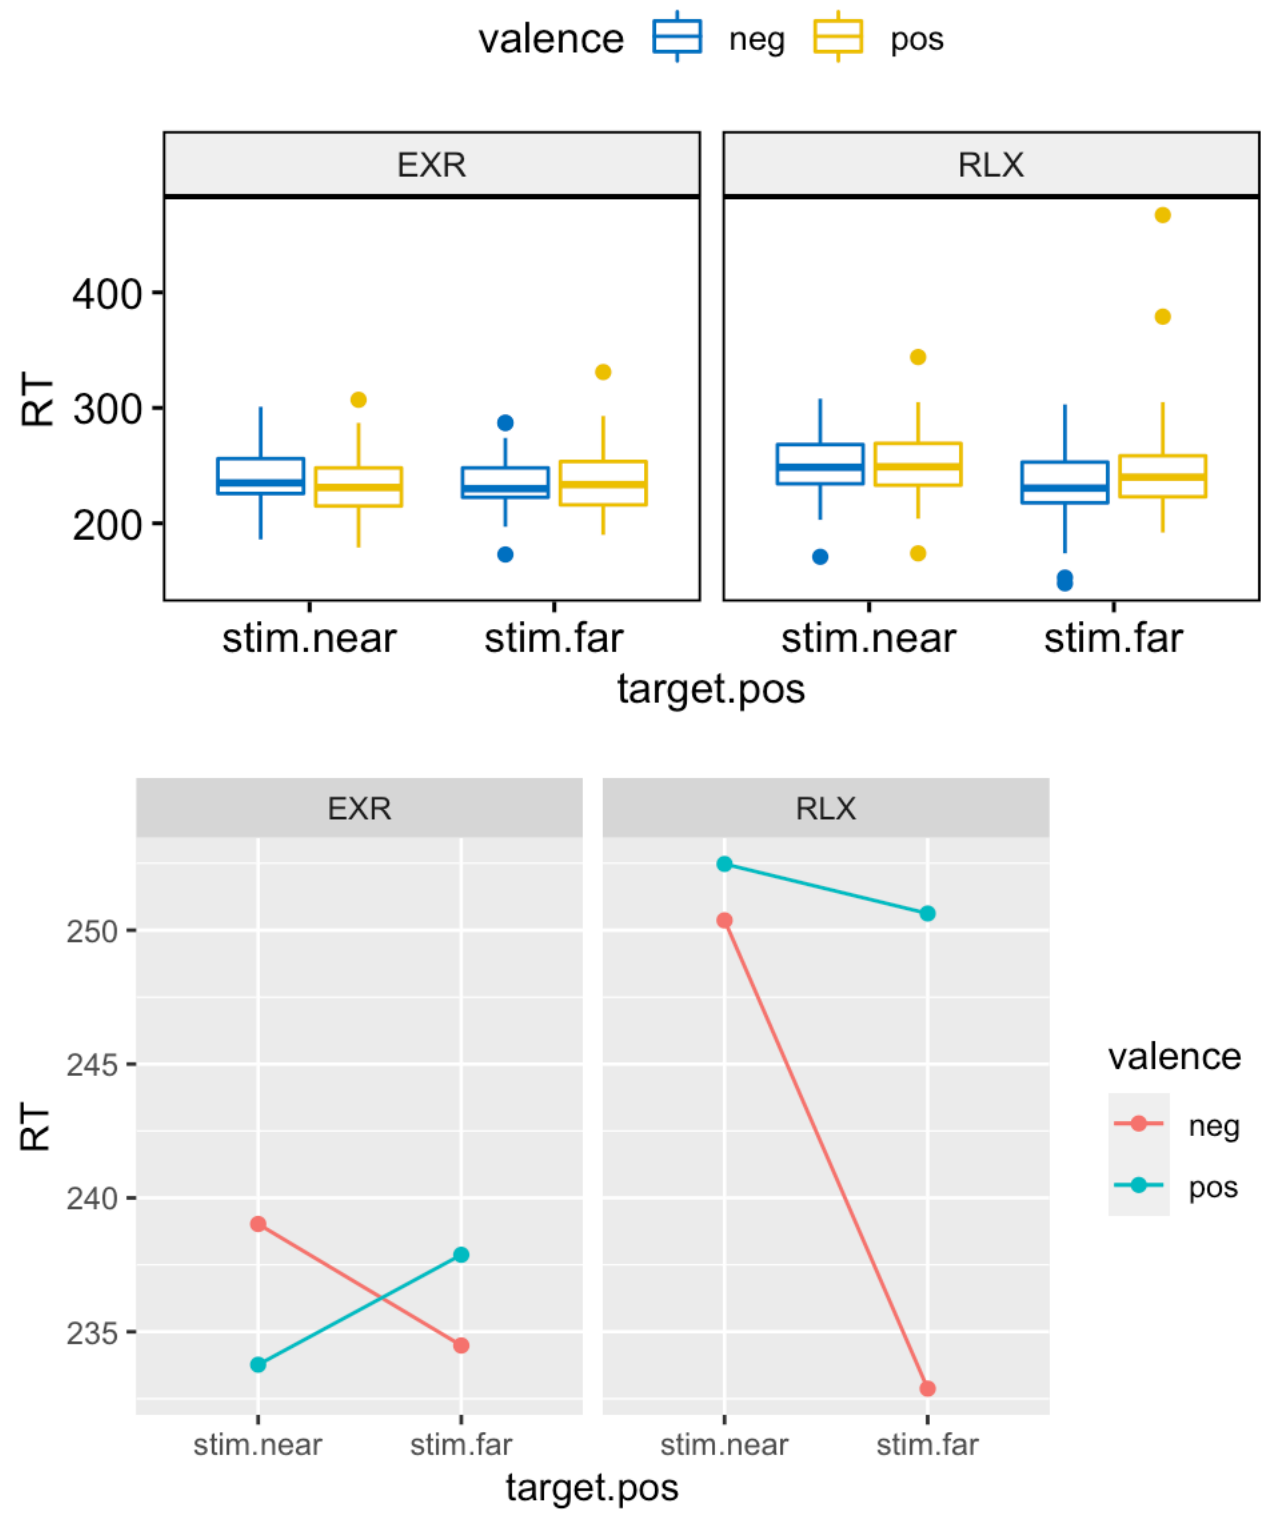 valence neg pos
EXR RLX
400
300
200
RT
stim.near stim.far stim.near stim.far
target.pos
EXR RLX
250
245
240
235
RT
valence
neg
pos
stim.near stim.far stim.near stim.far
target.pos